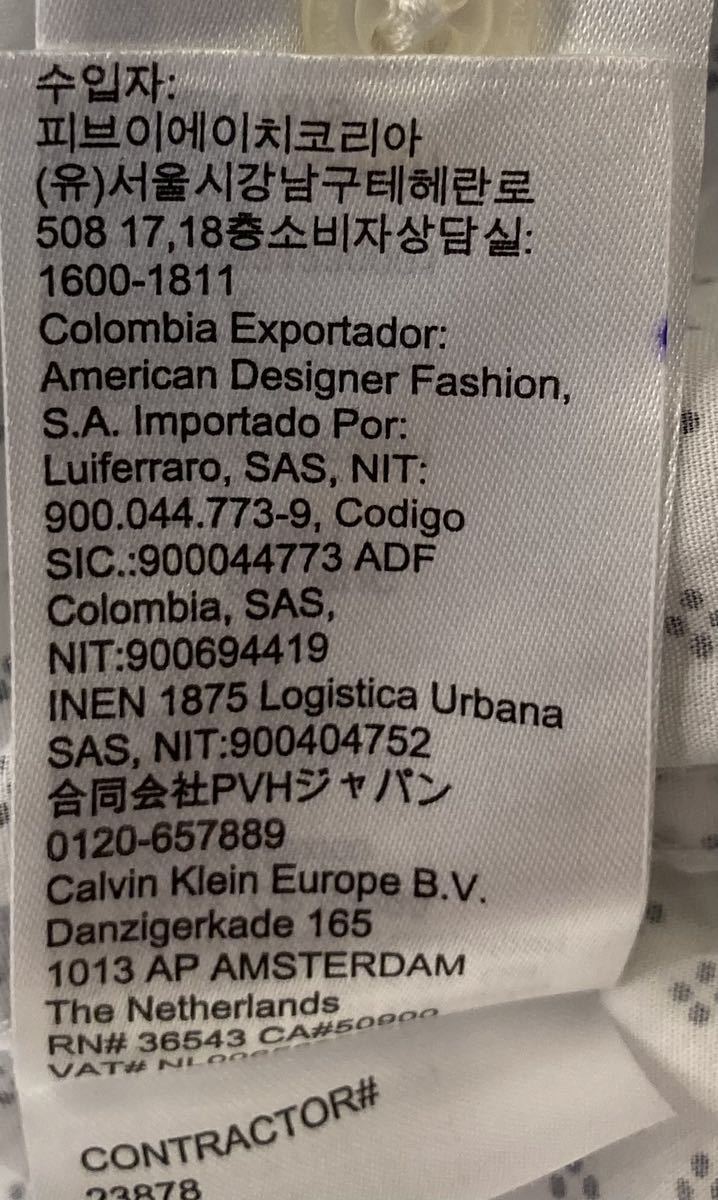 수입자:
피브이에이치코리아
(유)서울시강남구테헤란로
508 17,18층소비자상담실:
1600-1811
Colombia Exportador:
American Designer Fashion,
S.A. Importado Por:
Luiferraro, SAS, NIT:
900.044.773-9, Codigo
SIC.:900044773 ADF
Colombia, SAS,
NIT:900694419
INEN 1875 Logistica Urbana
SAS, NIT:900404752
合同会社PVHジャパン
0120-657889
Calvin Klein Europe B.V.
Danzigerkade 165
1013 AP AMSTERDAM
The Netherlands
RN# 36543
VAT#
CONTRACTOR#
23878